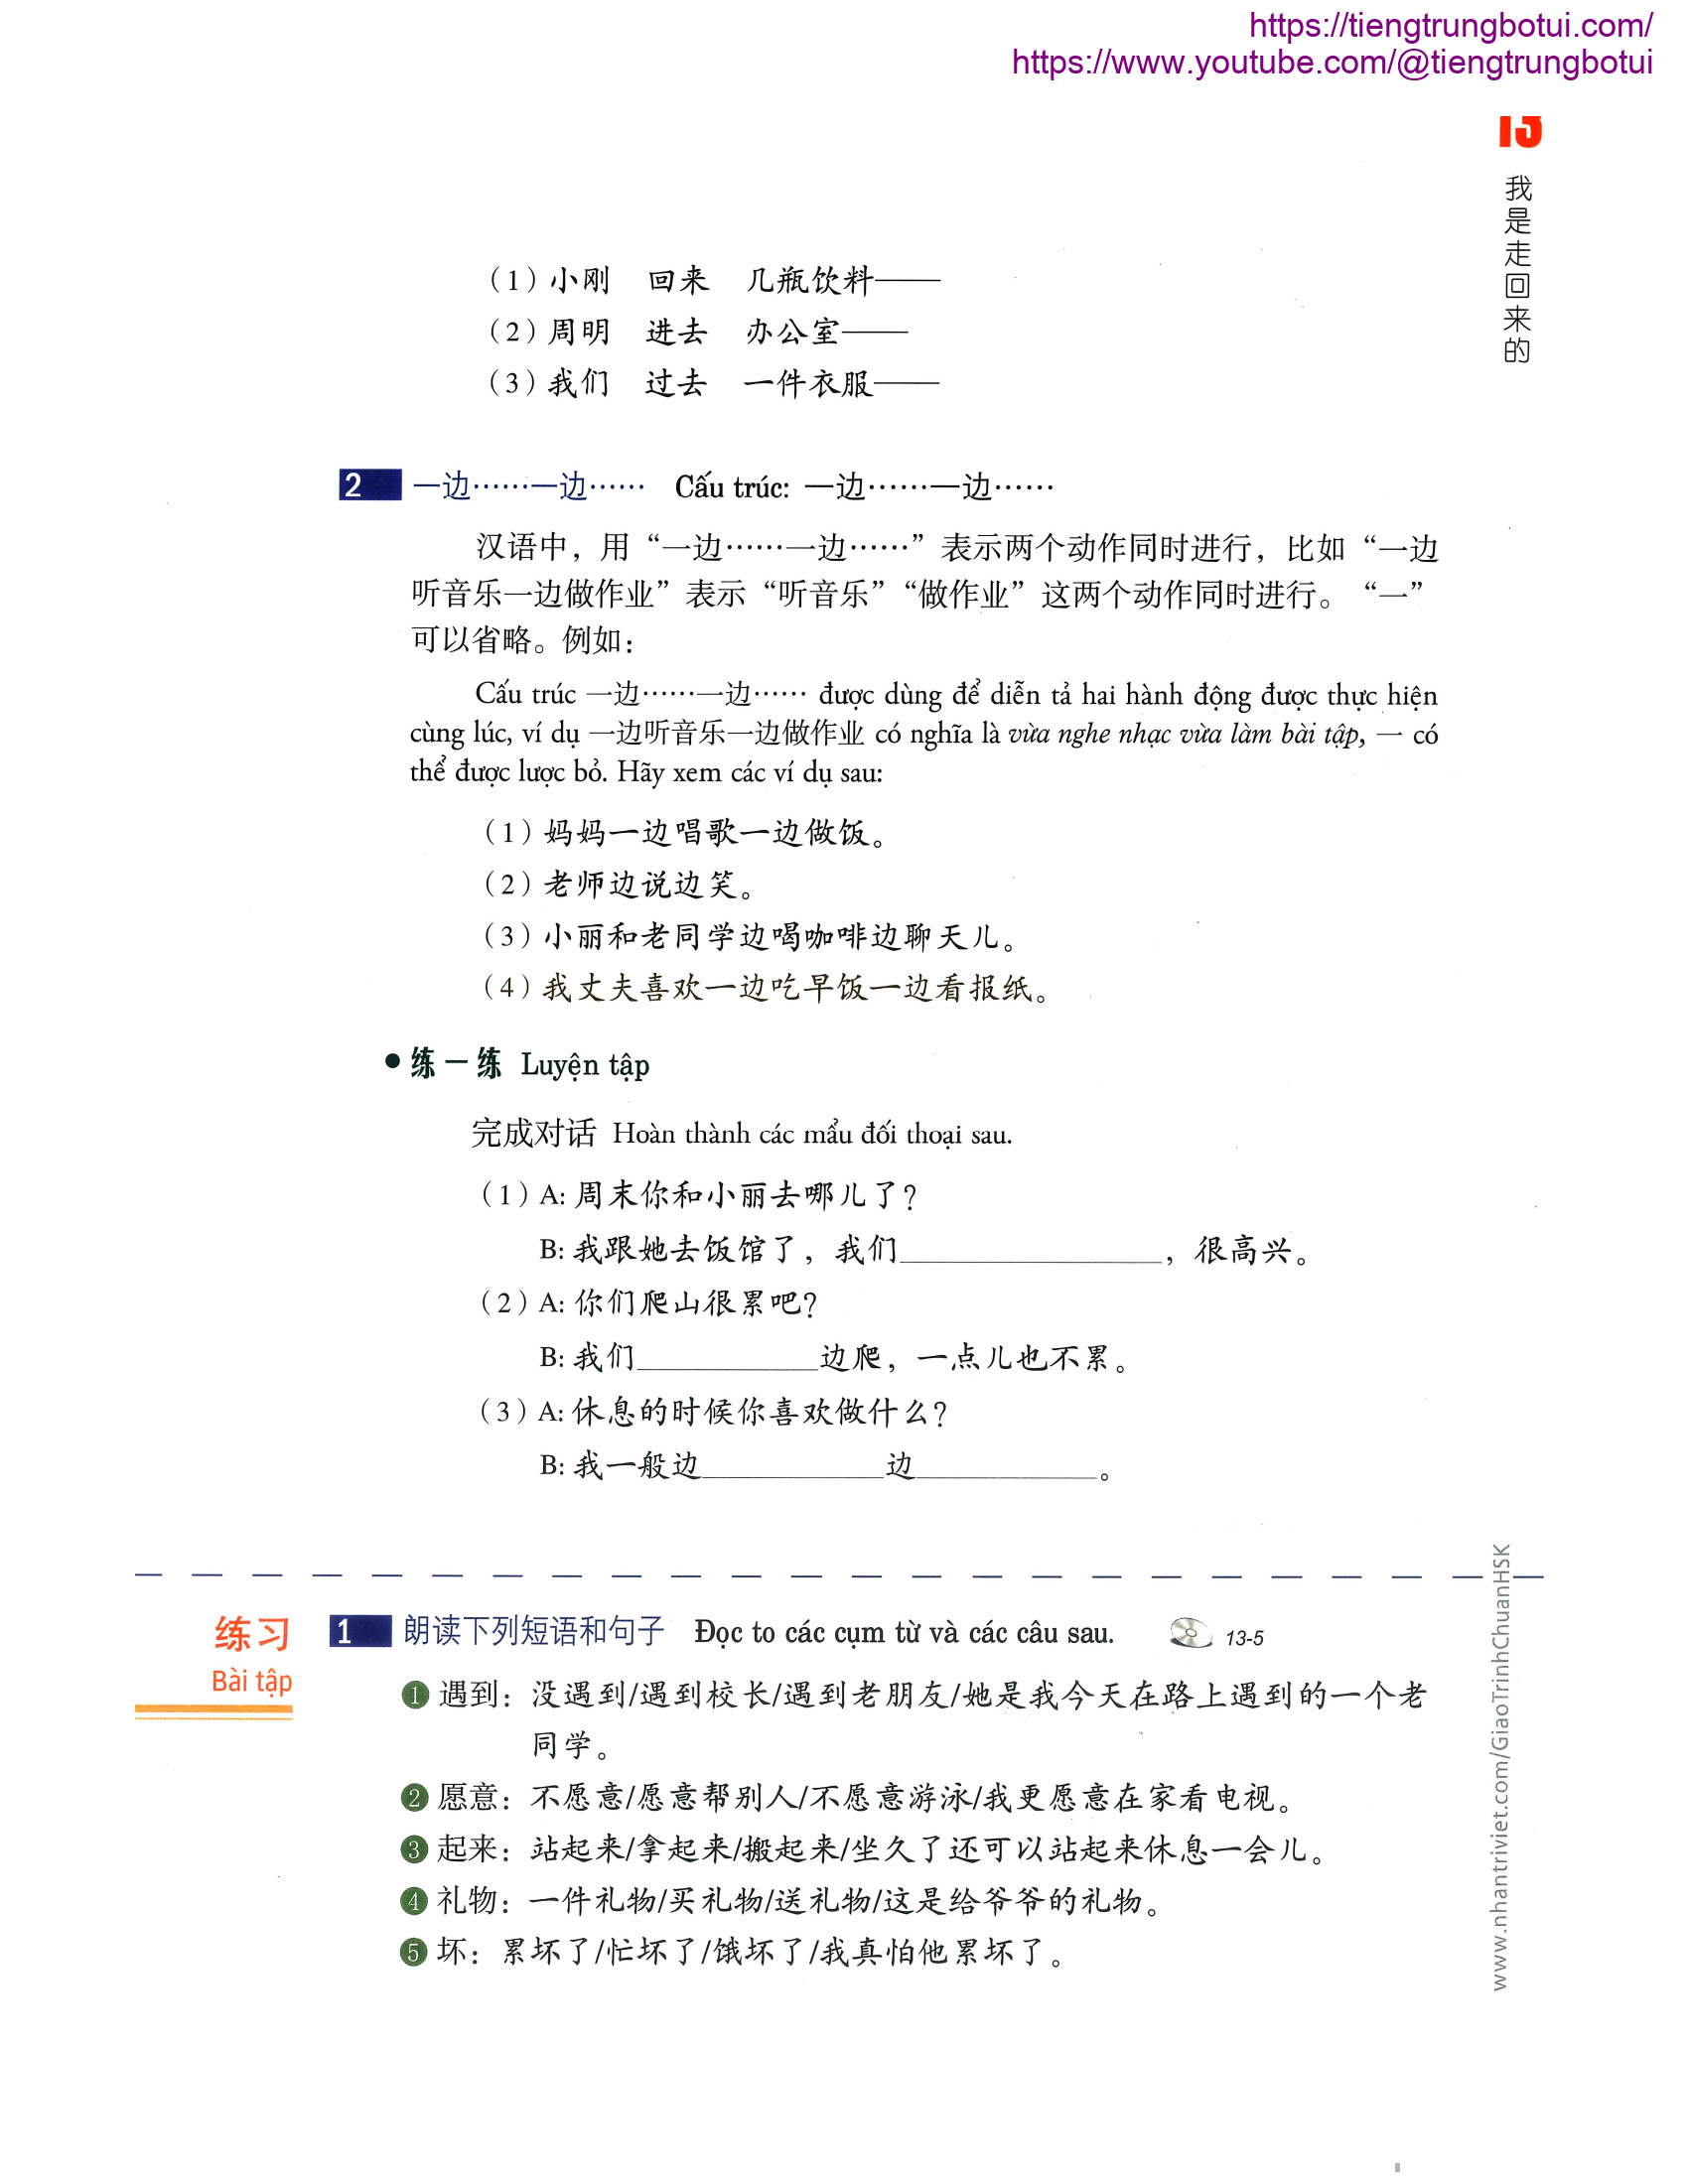 https://tiengtrungbotui.com/
https://www.youtube.com/@tiengtrungbotui
13
我是走回来的
（1）小刚 回来 几瓶饮料——
（2）周明 进去 办公室——
（3）我们 过去 一件衣服——
2 一边……一边…… Cấu trúc: 一边……一边……
汉语中，用“一边……一边……”表示两个动作同时进行，比如“一边
听音乐一边做作业”表示“听音乐”“做作业”这两个动作同时进行。“一”
可以省略。例如：
Cấu trúc 一边……一边…… được dùng để diễn tả hai hành động được thực hiện
cùng lúc, ví dụ 一边听音乐一边做作业 có nghĩa là vừa nghe nhạc vừa làm bài tập, 一 có
thể được lược bỏ. Hãy xem các ví dụ sau:
（1）妈妈一边唱歌一边做饭。
（2）老师边说边笑。
（3）小丽和老同学边喝咖啡边聊天儿。
（4）我丈夫喜欢一边吃早饭一边看报纸。
● 练一练 Luyện tập
完成对话 Hoàn thành các mẩu đối thoại sau.
（1）A: 周末你和小丽去哪儿了？
B: 我跟她去饭馆了，我们________________，很高兴。
（2）A: 你们爬山很累吧？
B: 我们___________边爬，一点儿也不累。
（3）A: 休息的时候你喜欢做什么？
B: 我一般边___________边___________。
练习
Bài tập
1 朗读下列短语和句子 Đọc to các cụm từ và các câu sau. 13-5
1 遇到：没遇到/遇到校长/遇到老朋友/她是我今天在路上遇到的一个老
同学。
2 愿意：不愿意/愿意帮别人/不愿意游泳/我更愿意在家看电视。
3 起来：站起来/拿起来/搬起来/坐久了还可以站起来休息一会儿。
4 礼物：一件礼物/买礼物/送礼物/这是给爷爷的礼物。
5 坏：累坏了/忙坏了/饿坏了/我真怕他累坏了。
www.nhantriviet.com/GiaoTrinhChuanHSK